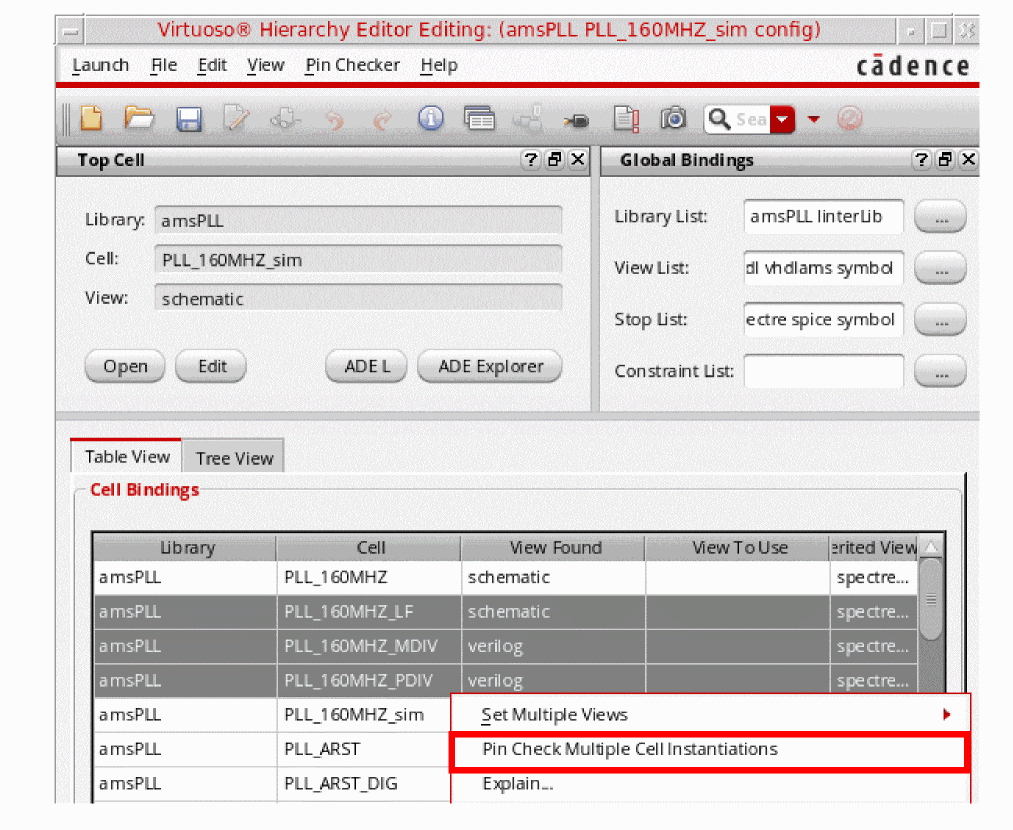 Virtuoso® Hierarchy Editor Editing: (amsPLL PLL_160MHZ_sim config)
Launch File Edit View Pin Checker Help cādence
Sea
Top Cell
Library: amsPLL
Cell: PLL_160MHZ_sim
View: schematic
Open Edit ADE L ADE Explorer
Global Bindings
Library List: amsPLL linterLib ...
View List: dl vhdlams symbol ...
Stop List: ectre spice symbol ...
Constraint List: ...
Table View Tree View
Cell Bindings
Library Cell View Found View To Use erited View
amsPLL PLL_160MHZ schematic spectre...
amsPLL PLL_160MHZ_LF schematic spectre...
amsPLL PLL_160MHZ_MDIV verilog spectre...
amsPLL PLL_160MHZ_PDIV verilog spectre...
amsPLL PLL_160MHZ_sim
amsPLL PLL_ARST
amsPLL PLL_ARST_DIG
Set Multiple Views
Pin Check Multiple Cell Instantiations
Explain...